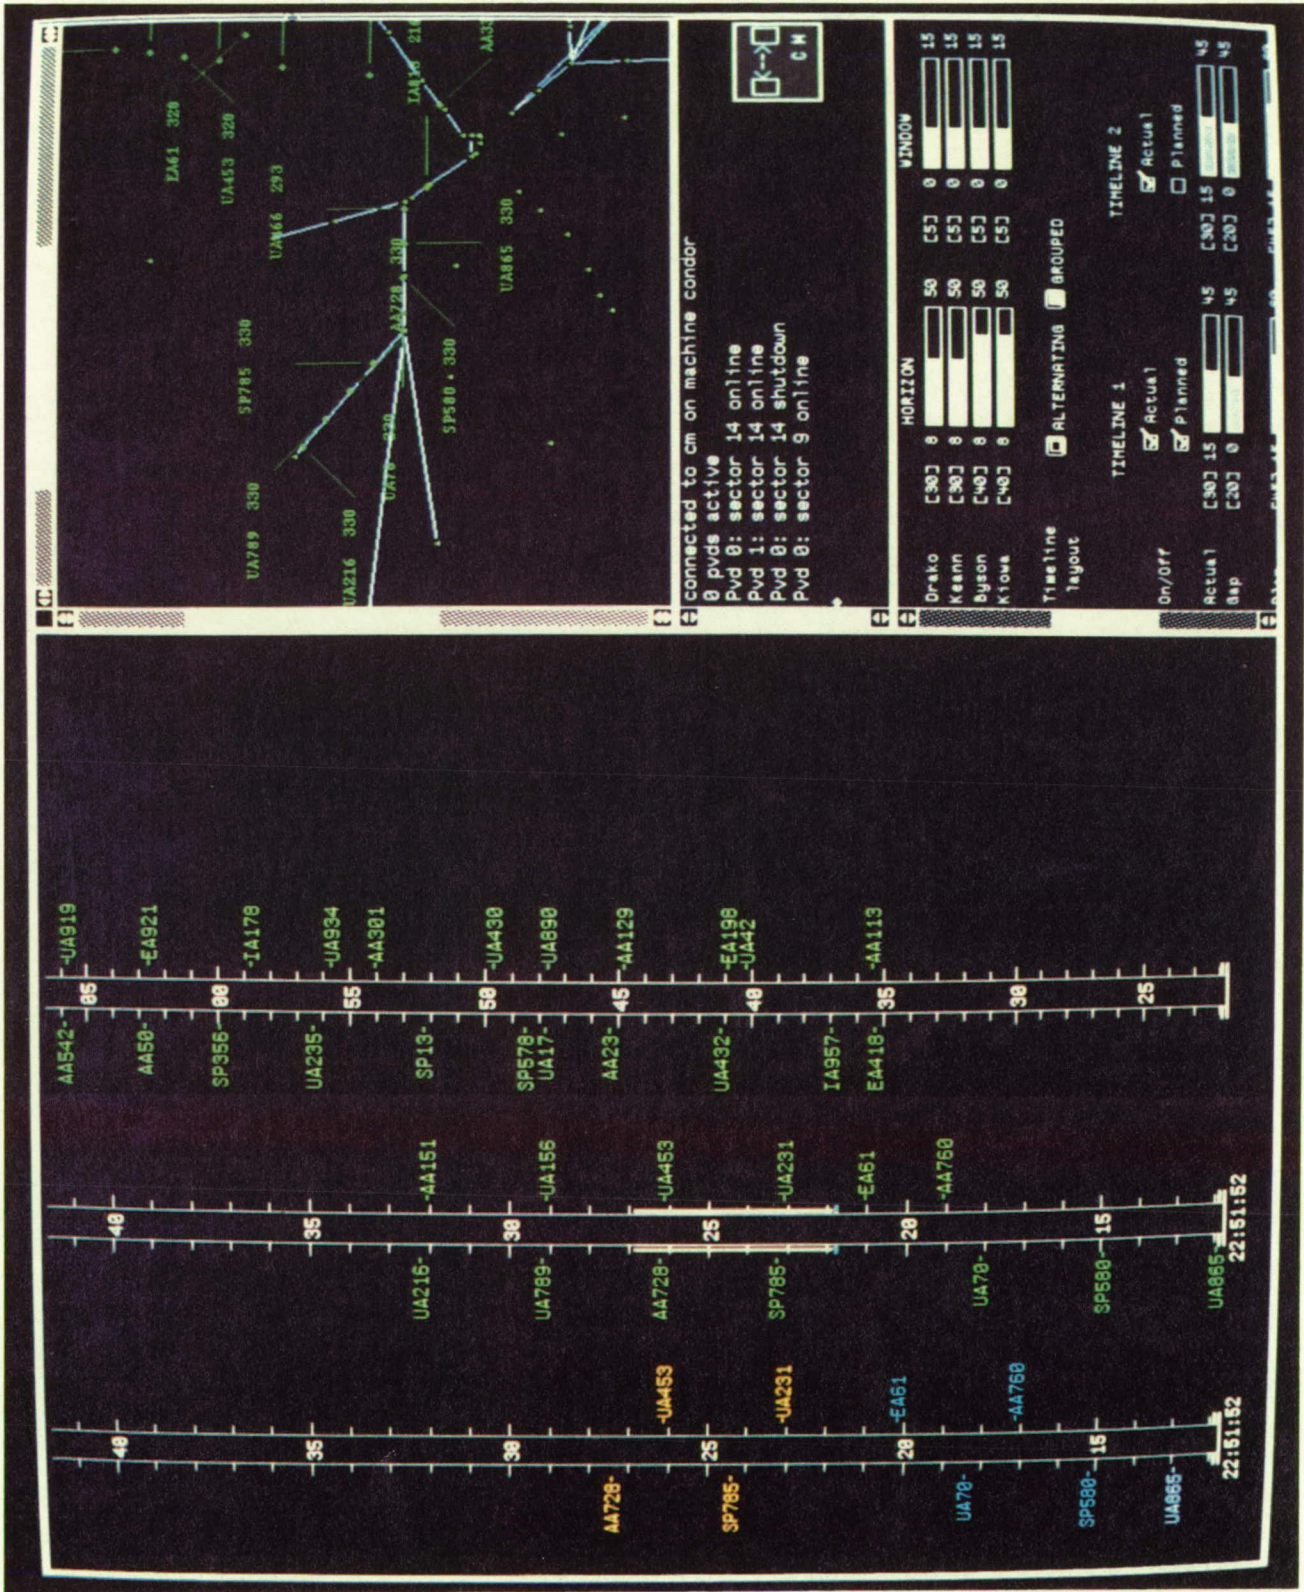 EA61 320
UA453 320
UA466 293
SP785 330
UA789 330
UA216 330
AA728 330
UA865 330
SP580 330
connected to cm on machine condor
0 pvds active
Pvd 0: sector 14 online
Pvd 1: sector 14 online
Pvd 0: sector 14 shutdown
Pvd 0: sector 9 online
<-->
C M
HORIZON WINDOW
Drako [30] 8 50 [5] 0 15
Keann [30] 8 50 [5] 0 15
Byson [40] 8 50 [5] 0 15
Kiowa [40] 8 50 [5] 0 15
Timeline layout
ALTERNATING GROUPED
TIMELINE 1 TIMELINE 2
On/Off Actual Actual
Planned Planned
Actual [30] 15 45 [30] 15 45
Gap [20] 0 45 [20] 0 45
40
35
30
AA728- -UA453
25
SP785- -UA231
-EA61
20
UA70- -AA760
SP580- 15
UA865-
22:51:52
40
35
UA216- -AA151
30
UA789- -UA156
AA728- -UA453
25
SP785- -UA231
-EA61
20
-AA760
UA70-
SP580- 15
UA865-
22:51:52
AA542- -UA919
05
AA50- -EA921
SP356- 00
-IA178
UA235- -UA934
55
-AA301
SP13-
50 -UA430
SP578-
UA17- -UA890
AA23- 45 -AA129
UA432- -EA198
40 -UA42
IA957-
EA418- 35 -AA113
30
25